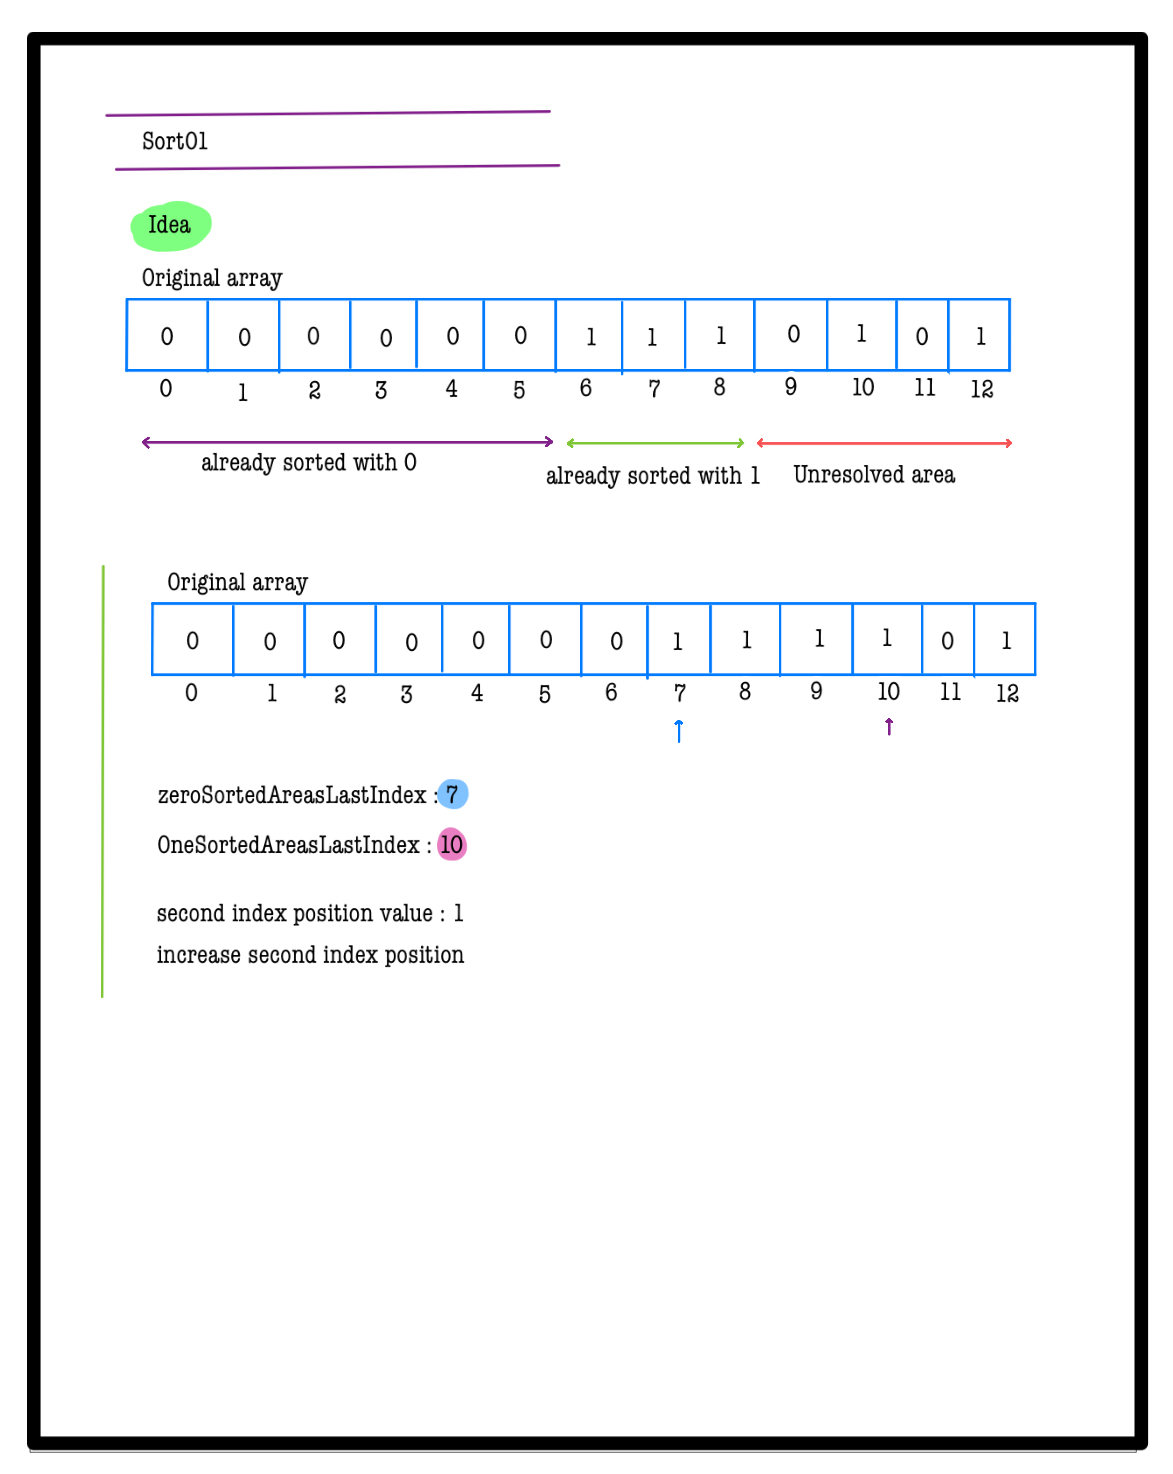 Sort01
Idea
Original array
0 0 0 0 0 0 1 1 1 0 1 0 1
0 1 2 3 4 5 6 7 8 9 10 11 12
already sorted with 0
already sorted with 1
Unresolved area
Original array
0 0 0 0 0 0 0 1 1 1 1 0 1
0 1 2 3 4 5 6 7 8 9 10 11 12
zeroSortedAreasLastIndex : 7
OneSortedAreasLastIndex : 10
second index position value : 1
increase second index position